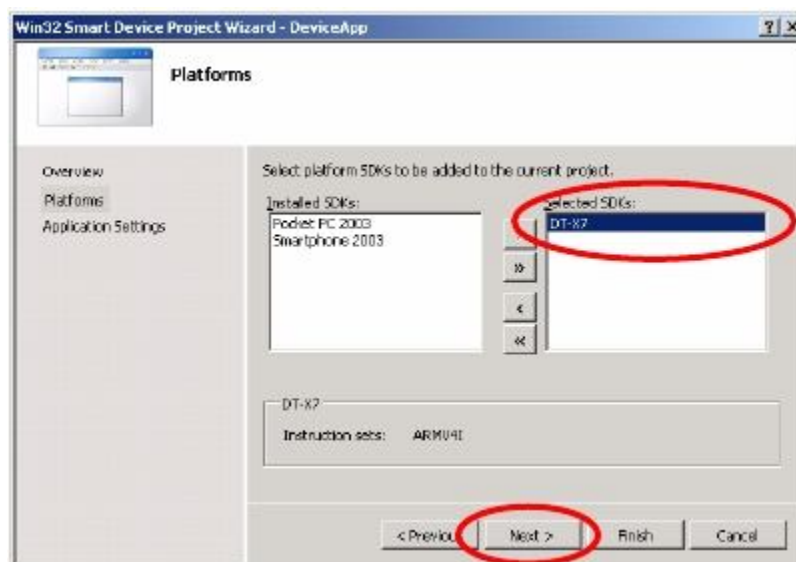 Win32 Smart Device Project Wizard - DeviceApp
Platforms
Overview
Platforms
Application Settings
Select platform SDKs to be added to the current project.
Installed SDKs:
Pocket PC 2003
Smartphone 2003
Selected SDKs:
DT-X7
DT-X7
Instruction sets: ARMV4I
< Previou
Next >
Finish
Cancel